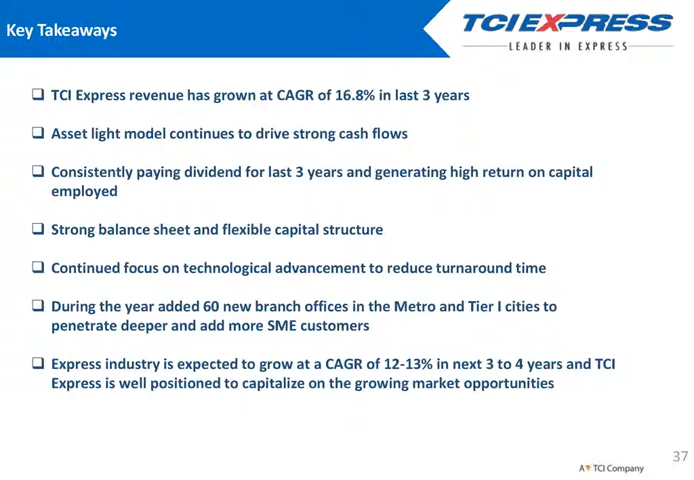 Key Takeaways
TCIEXPRESS
LEADER IN EXPRESS
❑ TCI Express revenue has grown at CAGR of 16.8% in last 3 years
❑ Asset light model continues to drive strong cash flows
❑ Consistently paying dividend for last 3 years and generating high return on capital
employed
❑ Strong balance sheet and flexible capital structure
❑ Continued focus on technological advancement to reduce turnaround time
❑ During the year added 60 new branch offices in the Metro and Tier I cities to
penetrate deeper and add more SME customers
❑ Express industry is expected to grow at a CAGR of 12-13% in next 3 to 4 years and TCI
Express is well positioned to capitalize on the growing market opportunities
37
A TCI Company